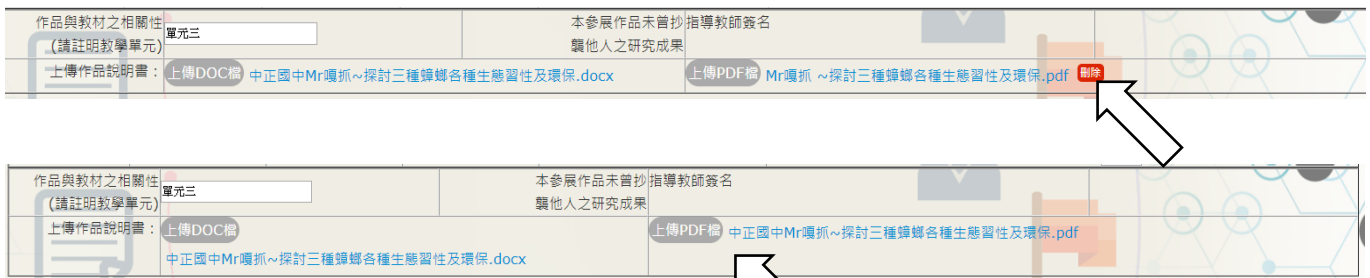 作品與教材之相關性
(請註明教學單元)
單元三
本參展作品未曾抄
襲他人之研究成果
指導教師簽名
上傳作品說明書：
上傳DOC檔 中正國中Mr嘎抓~探討三種蟑螂各種生態習性及環保.docx
上傳PDF檔 Mr嘎抓 ~探討三種蟑螂各種生態習性及環保.pdf 刪除
作品與教材之相關性
(請註明教學單元)
單元三
本參展作品未曾抄
襲他人之研究成果
指導教師簽名
上傳作品說明書：
上傳DOC檔
中正國中Mr嘎抓~探討三種蟑螂各種生態習性及環保.docx
上傳PDF檔 中正國中Mr嘎抓~探討三種蟑螂各種生態習性及環保.pdf